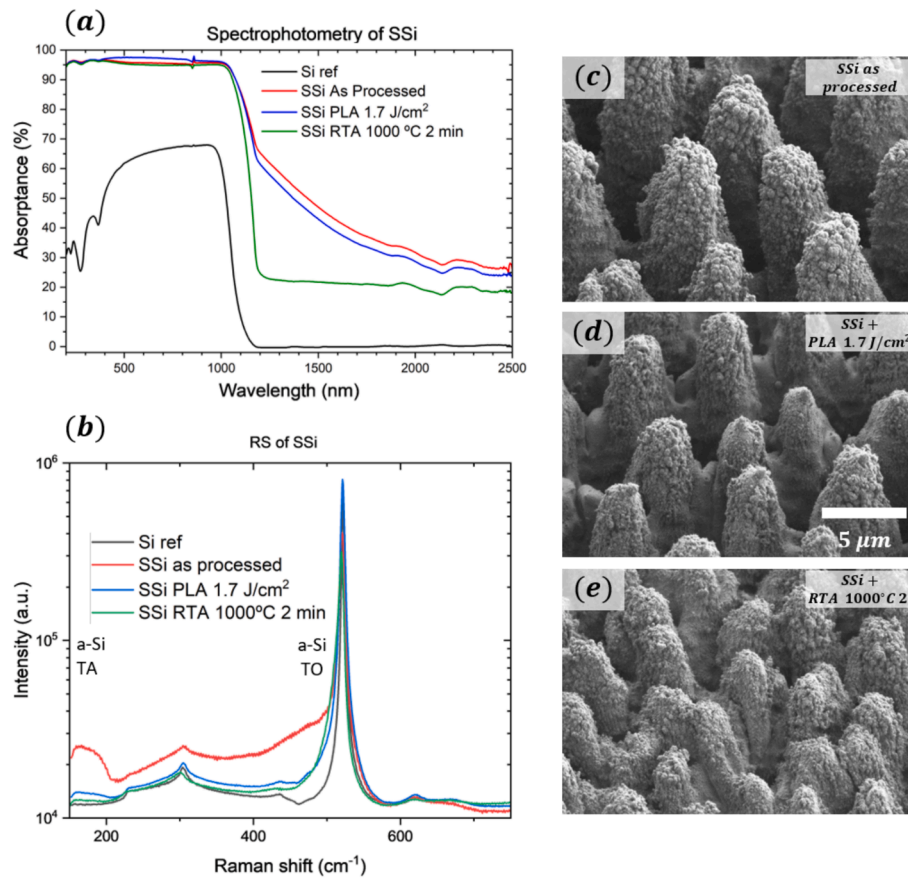 (a)
Spectrophotometry of SSi
100
90
80
70
60
50
40
30
20
10
0
Absorptance (%)
Si ref
SSi As Processed
SSi PLA 1.7 J/cm²
SSi RTA 1000 ºC 2 min
500
1000
1500
2000
2500
Wavelength (nm)
(b)
RS of SSi
10⁶
10⁵
10⁴
Intensity (a.u.)
Si ref
SSi as processed
SSi PLA 1.7 J/cm²
SSi RTA 1000ºC 2 min
a-Si
TA
a-Si
TO
200
400
600
Raman shift (cm⁻¹)
(c)
SSi as
processed
(d)
SSi +
PLA 1.7 J/cm²
5 μm
(e)
SSi +
RTA 1000°C 2